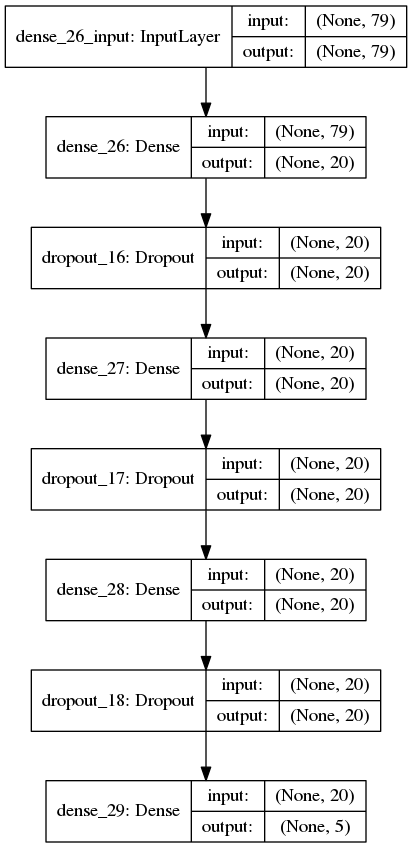 dense_26_input: InputLayer
input: (None, 79)
output: (None, 79)
dense_26: Dense
input: (None, 79)
output: (None, 20)
dropout_16: Dropout
input: (None, 20)
output: (None, 20)
dense_27: Dense
input: (None, 20)
output: (None, 20)
dropout_17: Dropout
input: (None, 20)
output: (None, 20)
dense_28: Dense
input: (None, 20)
output: (None, 20)
dropout_18: Dropout
input: (None, 20)
output: (None, 20)
dense_29: Dense
input: (None, 20)
output: (None, 5)